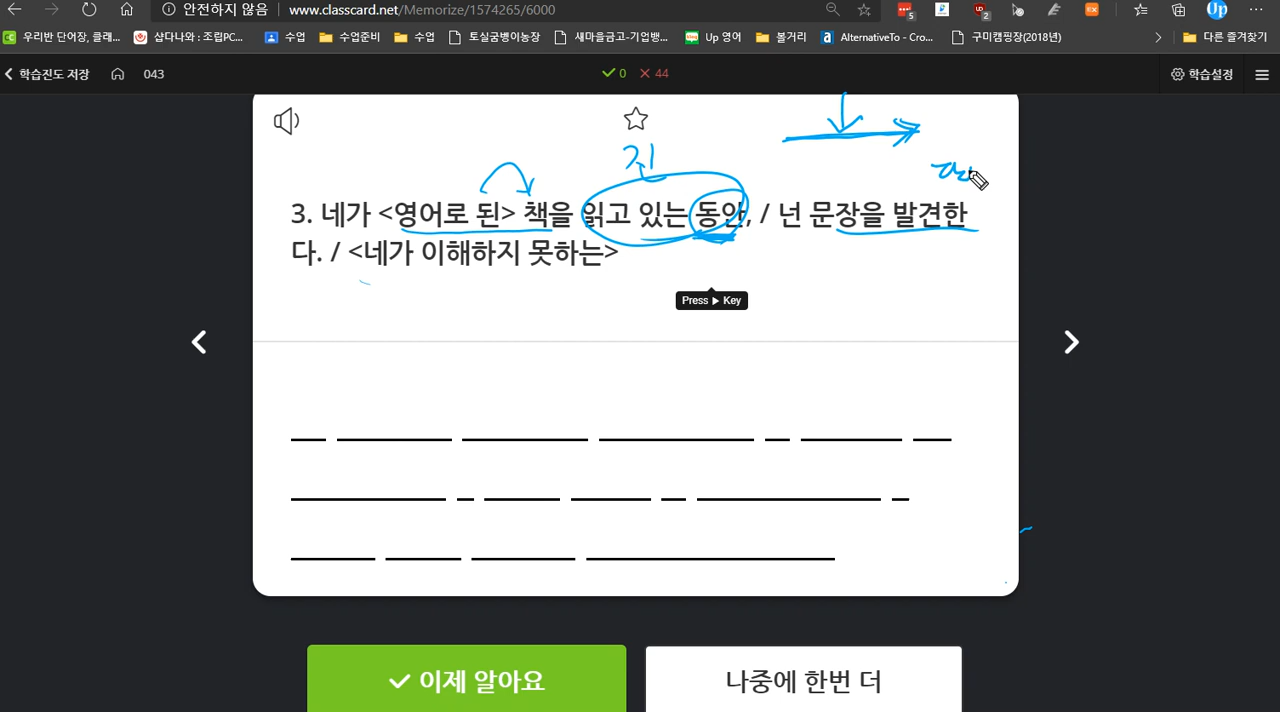 안전하지 않음 | www.classcard.net/Memorize/1574265/6000
우리반 단어장, 클래... 샵다나와 : 조립PC... 수업 수업준비 수업 토실굼벵이농장 새마을금고-기업뱅... Up 영어 볼거리 AlternativeTo - Cro... 구미캠핑장(2018년) 다른 즐겨찾기
학습진도 저장 043 0 44 학습설정
진
3. 네가 <영어로 된> 책을 읽고 있는 동안, / 넌 문장을 발견한
다. / <네가 이해하지 못하는>
Press Key
이제 알아요 나중에 한번 더